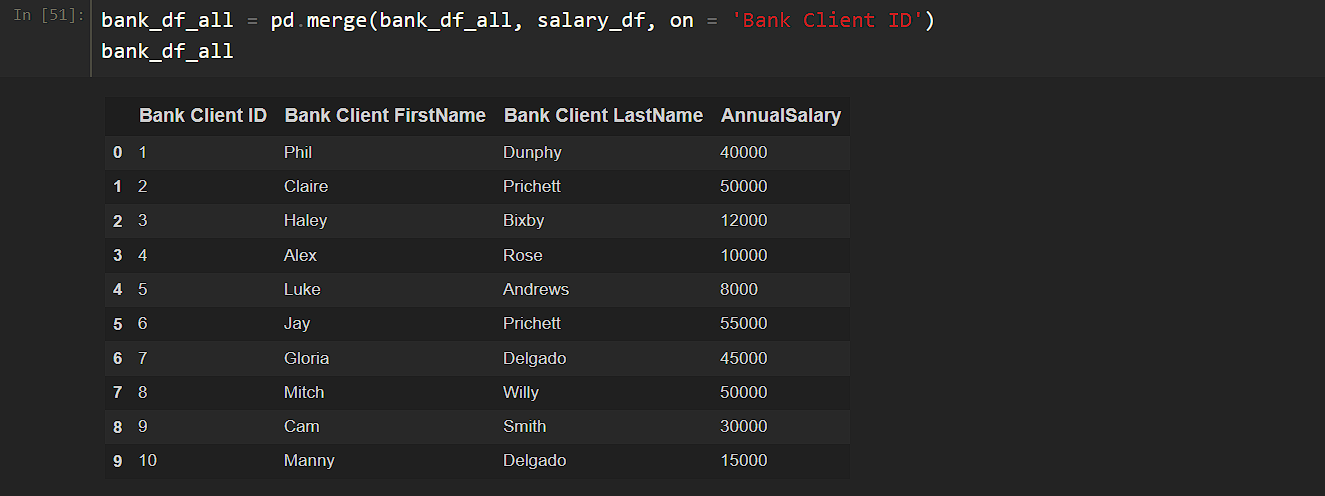 In [51]: bank_df_all = pd.merge(bank_df_all, salary_df, on = 'Bank Client ID')
bank_df_all
Bank Client ID Bank Client FirstName Bank Client LastName AnnualSalary
0 1 Phil Dunphy 40000
1 2 Claire Prichett 50000
2 3 Haley Bixby 12000
3 4 Alex Rose 10000
4 5 Luke Andrews 8000
5 6 Jay Prichett 55000
6 7 Gloria Delgado 45000
7 8 Mitch Willy 50000
8 9 Cam Smith 30000
9 10 Manny Delgado 15000